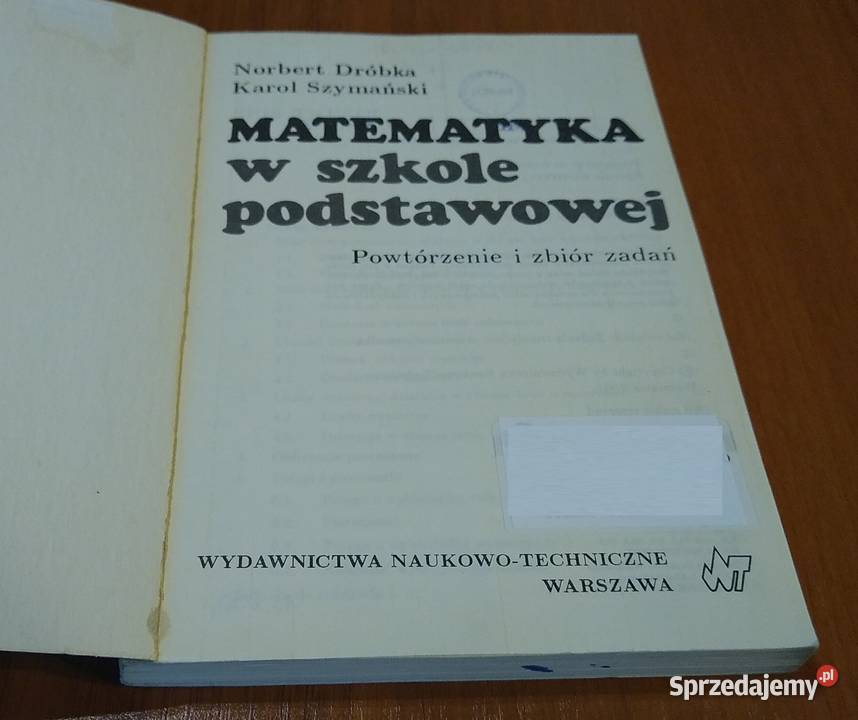 Norbert Dróbka
Karol Szymański
MATEMATYKA
w szkole
podstawowej
Powtórzenie i zbiór zadań
WYDAWNICTWA NAUKOWO-TECHNICZNE
WARSZAWA
WNT
Sprzedajemy.pl